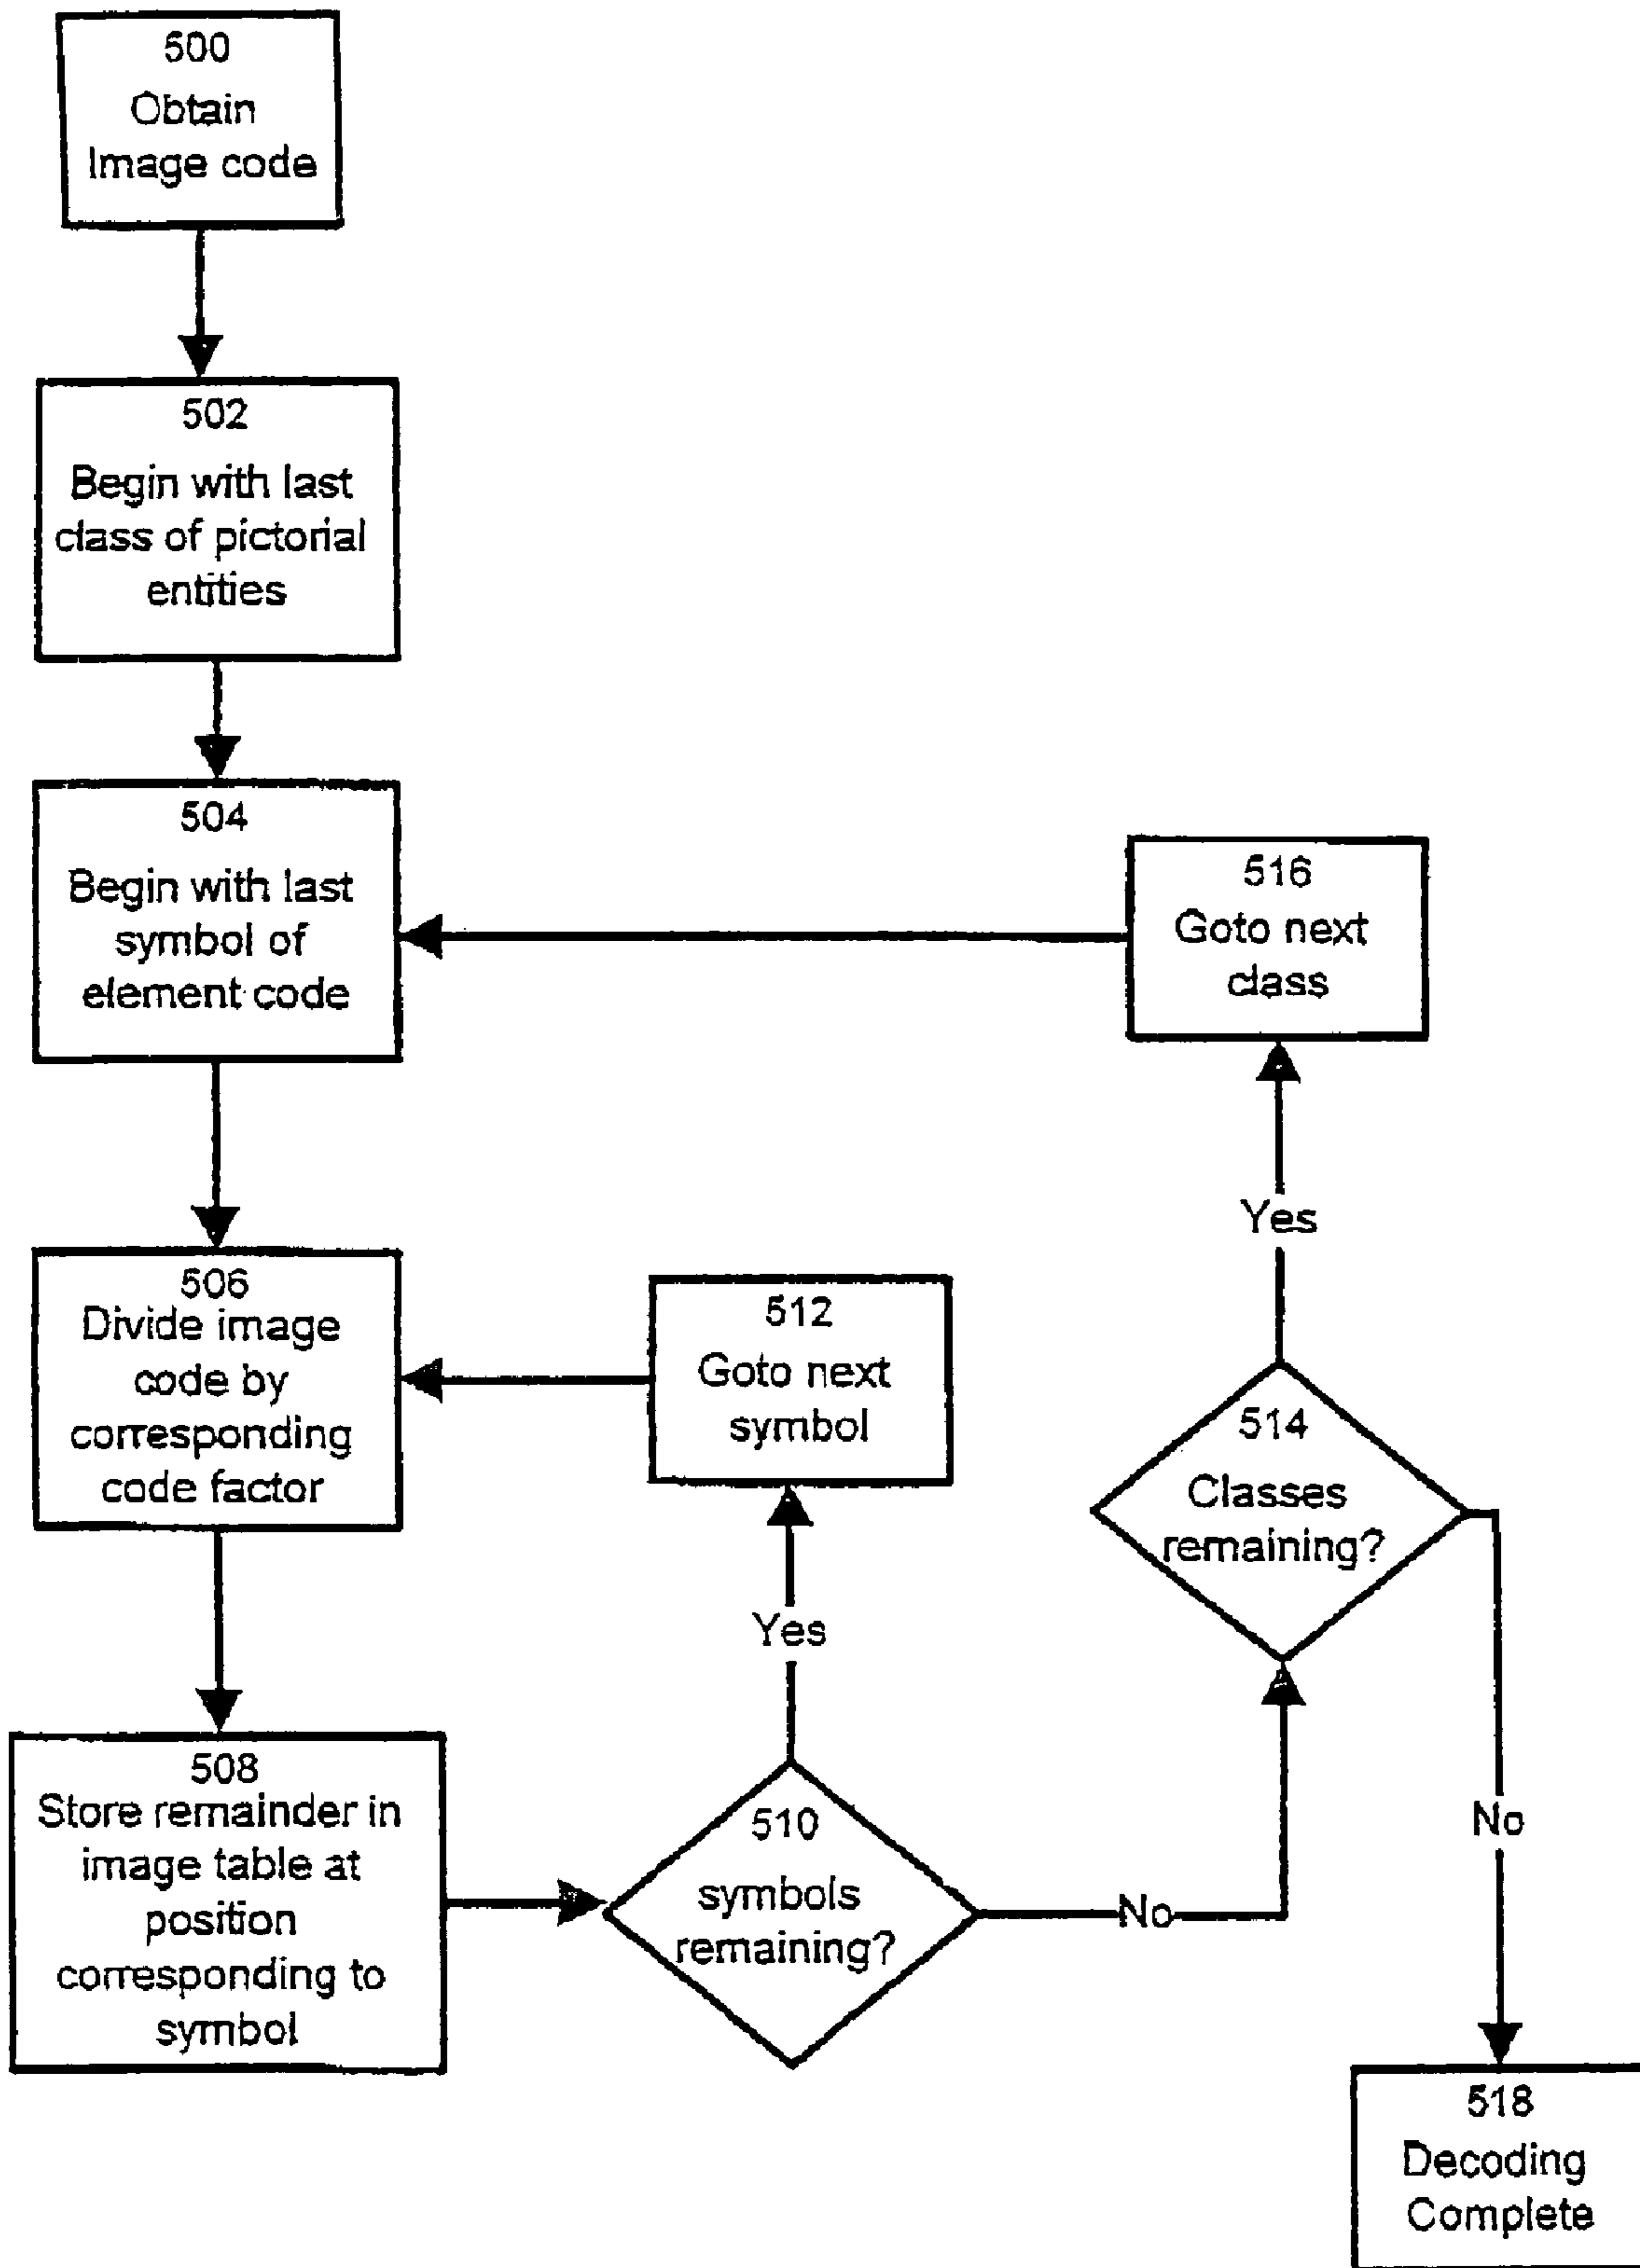 500
Obtain
Image code
502
Begin with last
class of pictorial
entities
504
Begin with last
symbol of
element code
516
Goto next
class
Yes
506
Divide image
code by
corresponding
code factor
512
Goto next
symbol
514
Classes
remaining?
Yes
508
Store remainder in
image table at
position
corresponding to
symbol
510
symbols
remaining?
No
No
518
Decoding
Complete